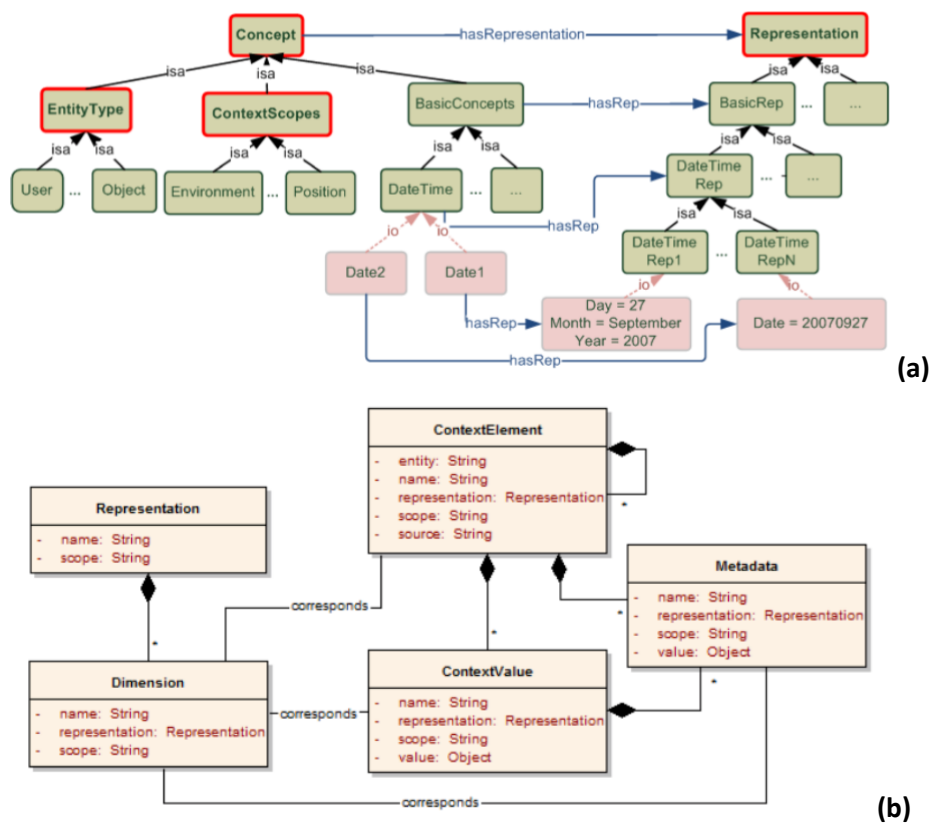 Concept
hasRepresentation
Representation
isa
isa
isa
isa
isa
EntityType
ContextScopes
BasicConcepts
hasRep
BasicRep
...
...
isa
isa
isa
isa
isa
isa
isa
isa
User
...
Object
Environment
...
Position
DateTime
...
...
DateTime
Rep
...
...
hasRep
io
io
isa
isa
Date2
Date1
DateTime
Rep1
...
DateTime
RepN
io
io
hasRep
Day = 27
Month = September
Year = 2007
Date = 20070927
hasRep
(a)
ContextElement
- entity: String
- name: String
- representation: Representation
- scope: String
- source: String
*
Representation
- name: String
- scope: String
*
Metadata
- name: String
- representation: Representation
- scope: String
- value: Object
*
*
*
corresponds
Dimension
- name: String
- representation: Representation
- scope: String
corresponds
ContextValue
- name: String
- representation: Representation
- scope: String
- value: Object
corresponds
(b)